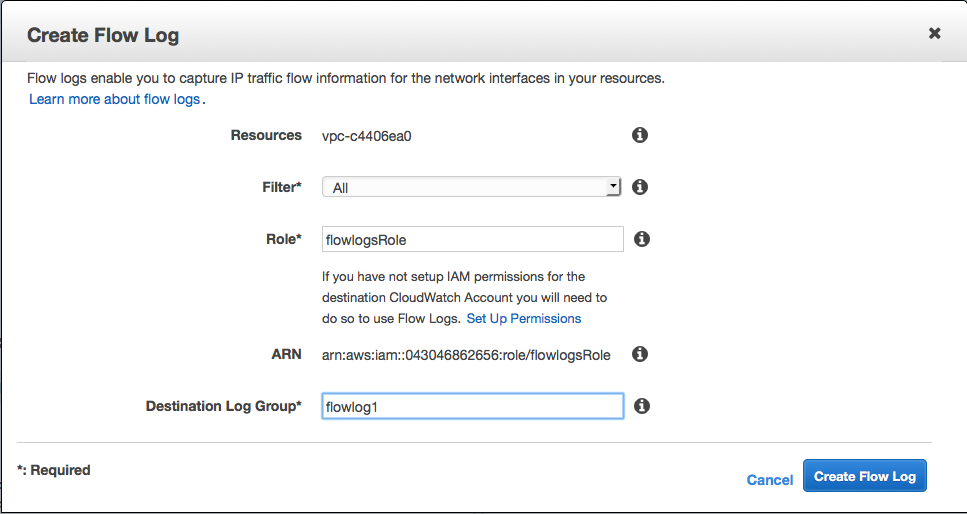 Create Flow Log
Flow logs enable you to capture IP traffic flow information for the network interfaces in your resources.
Learn more about flow logs.
Resources vpc-c4406ea0
Filter* All
Role* flowlogsRole
If you have not setup IAM permissions for the
destination CloudWatch Account you will need to
do so to use Flow Logs. Set Up Permissions
ARN arn:aws:iam::043046862656:role/flowlogsRole
Destination Log Group* flowlog1
*: Required
Cancel Create Flow Log